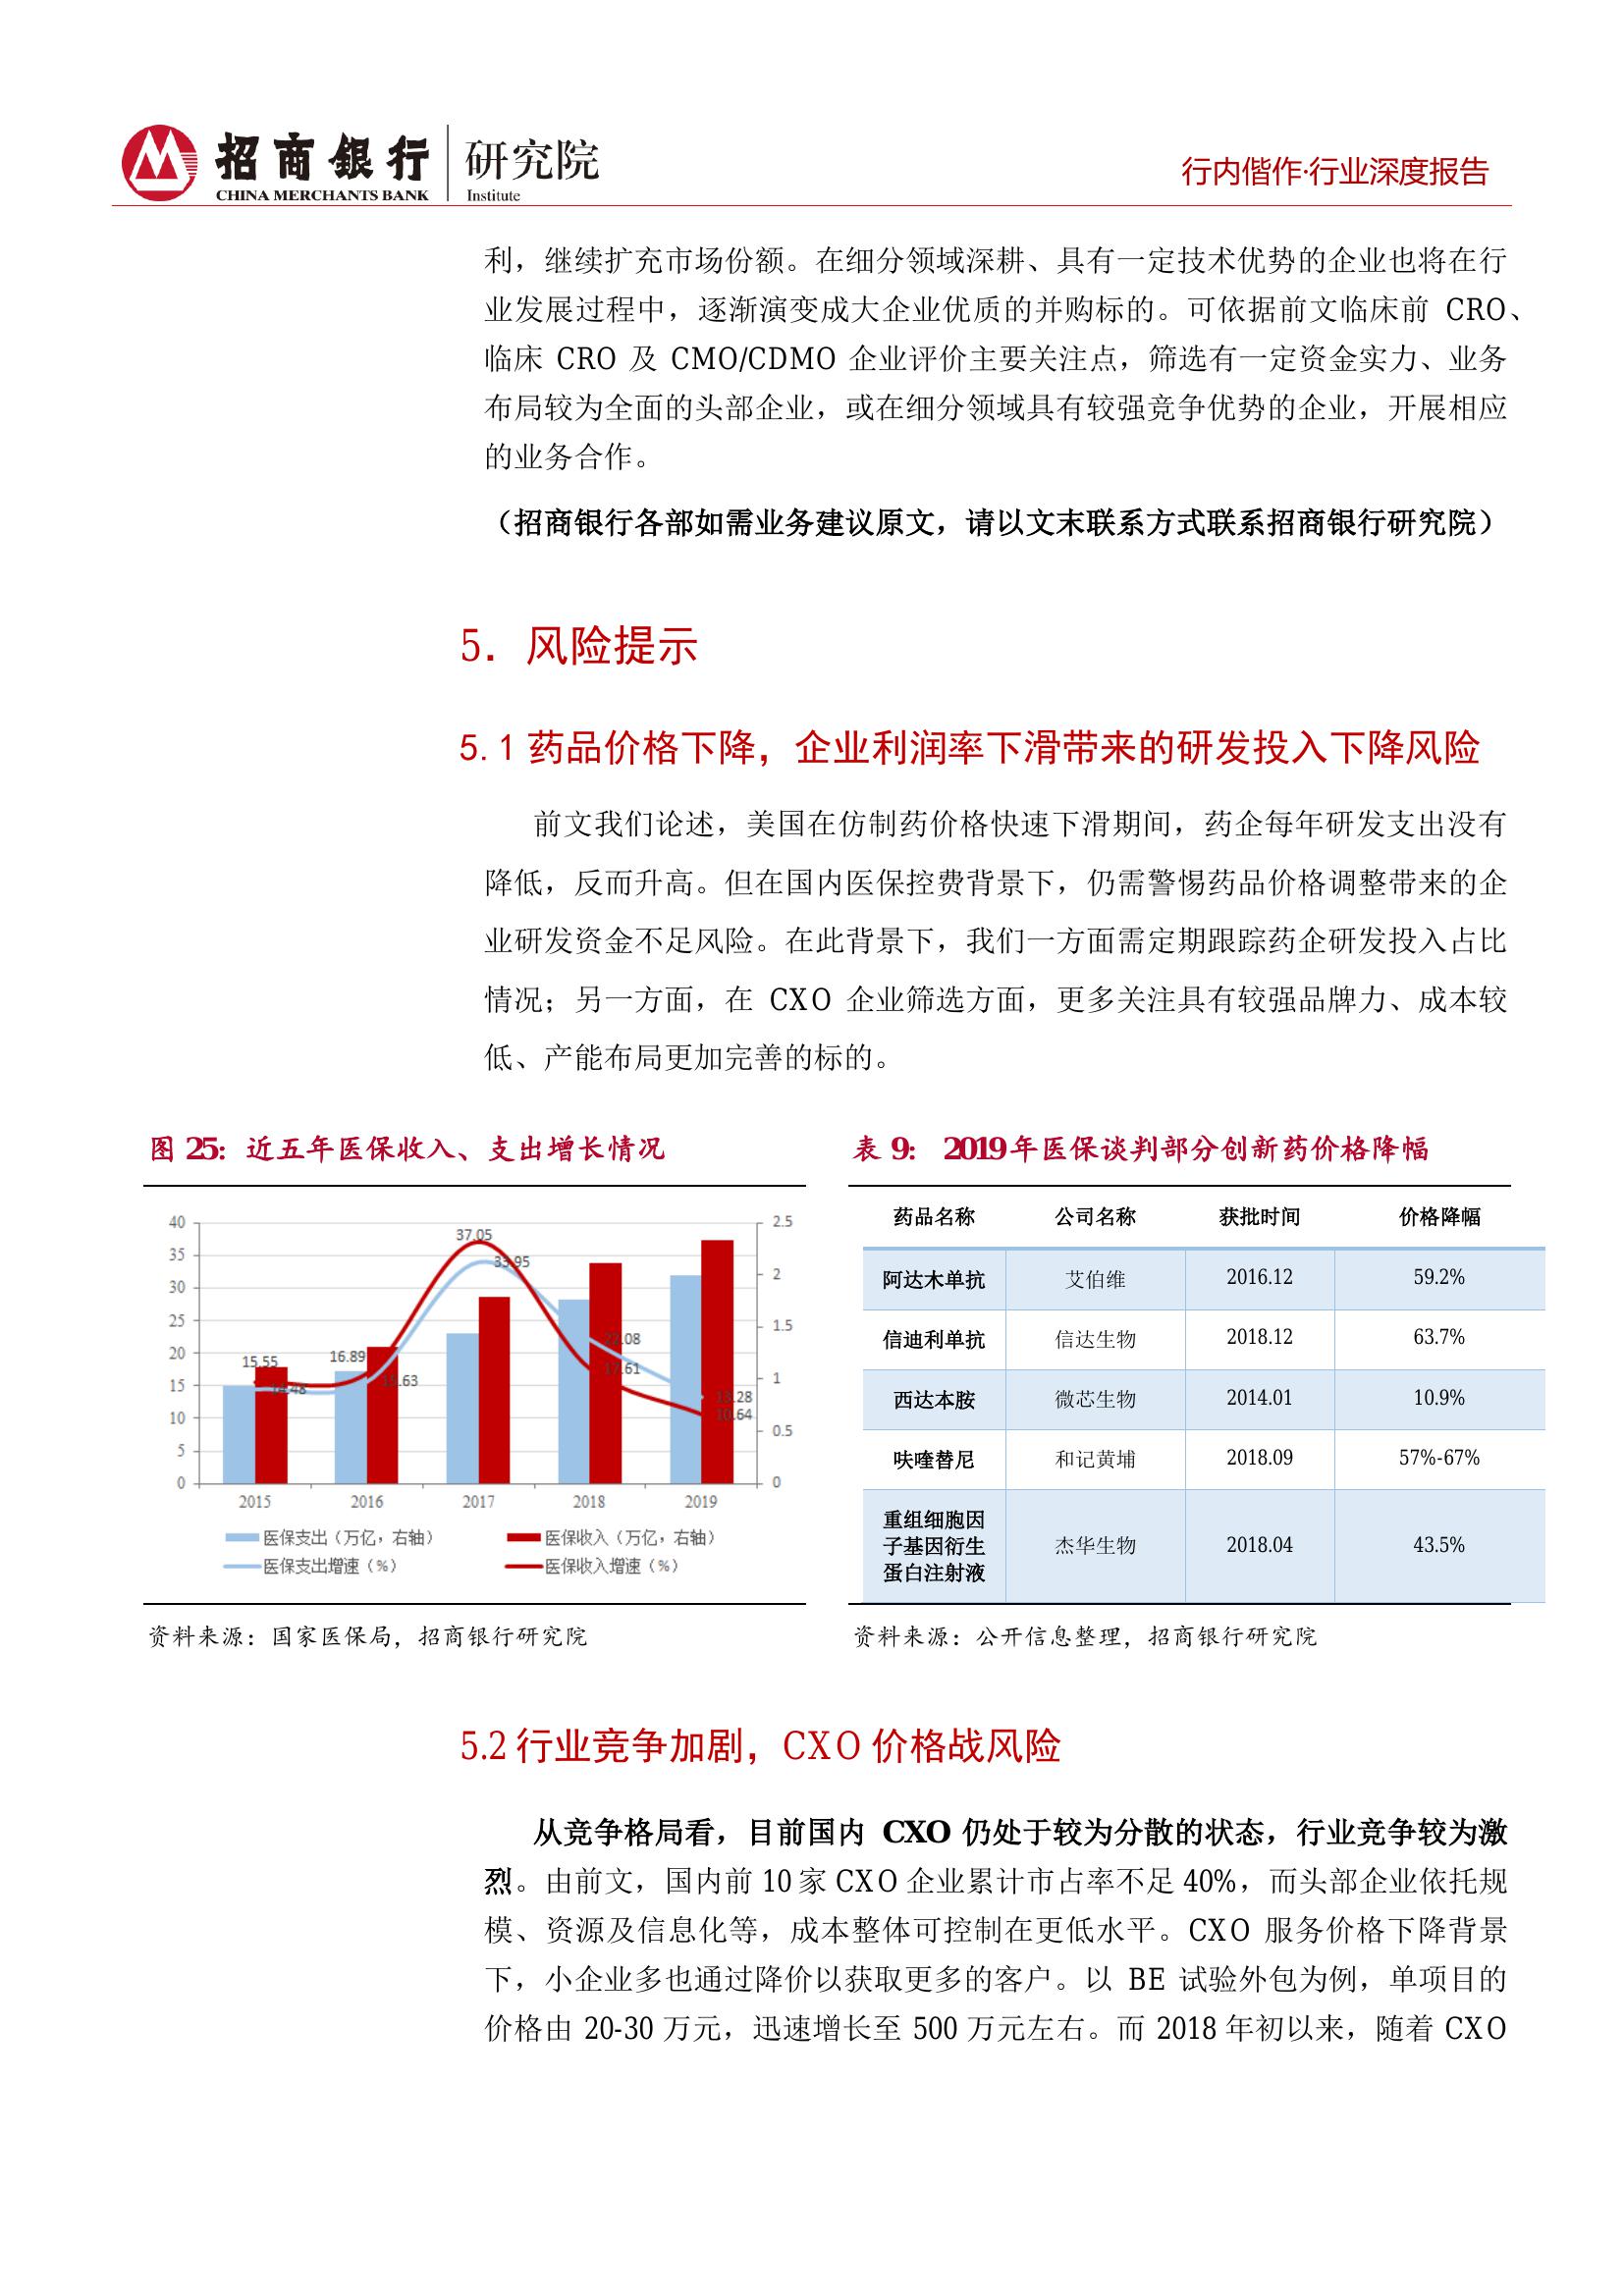 招商银行
CHINA MERCHANTS BANK
研究院
Institute
行内偕作·行业深度报告
利，继续扩充市场份额。在细分领域深耕、具有一定技术优势的企业也将在行
业发展过程中，逐渐演变成大企业优质的并购标的。可依据前文临床前 CRO、
临床 CRO 及 CMO/CDMO 企业评价主要关注点，筛选有一定资金实力、业务
布局较为全面的头部企业，或在细分领域具有较强竞争优势的企业，开展相应
的业务合作。
（招商银行各部如需业务建议原文，请以文末联系方式联系招商银行研究院）
5. 风险提示
5.1 药品价格下降，企业利润率下滑带来的研发投入下降风险
前文我们论述，美国在仿制药价格快速下滑期间，药企每年研发支出没有
降低，反而升高。但在国内医保控费背景下，仍需警惕药品价格调整带来的企
业研发资金不足风险。在此背景下，我们一方面需定期跟踪药企研发投入占比
情况；另一方面，在 CXO 企业筛选方面，更多关注具有较强品牌力、成本较
低、产能布局更加完善的标的。
图 25：近五年医保收入、支出增长情况
40
35
30
25
20
15
10
5
0
2.5
2
1.5
1
0.5
0
37.05
33.95
15.55
14.48
16.89
2015 2016 2017 2018 2019
医保支出（万亿，右轴） 医保收入（万亿，右轴）
医保支出增速（%） 医保收入增速（%）
资料来源：国家医保局，招商银行研究院
表 9： 2019年医保谈判部分创新药价格降幅
药品名称 公司名称 获批时间 价格降幅
阿达木单抗 艾伯维 2016.12 59.2%
信迪利单抗 信达生物 2018.12 63.7%
西达本胺 微芯生物 2014.01 10.9%
呋喹替尼 和记黄埔 2018.09 57%-67%
重组细胞因
子基因衍生
蛋白注射液 杰华生物 2018.04 43.5%
资料来源：公开信息整理，招商银行研究院
5.2 行业竞争加剧，CXO 价格战风险
从竞争格局看，目前国内 CXO 仍处于较为分散的状态，行业竞争较为激
烈。由前文，国内前 10 家 CXO 企业累计市占率不足 40%，而头部企业依托规
模、资源及信息化等，成本整体可控制在更低水平。CXO 服务价格下降背景
下，小企业多也通过降价以获取更多的客户。以 BE 试验外包为例，单项目的
价格由 20-30 万元，迅速增长至 500 万元左右。而 2018 年初以来，随着 CXO